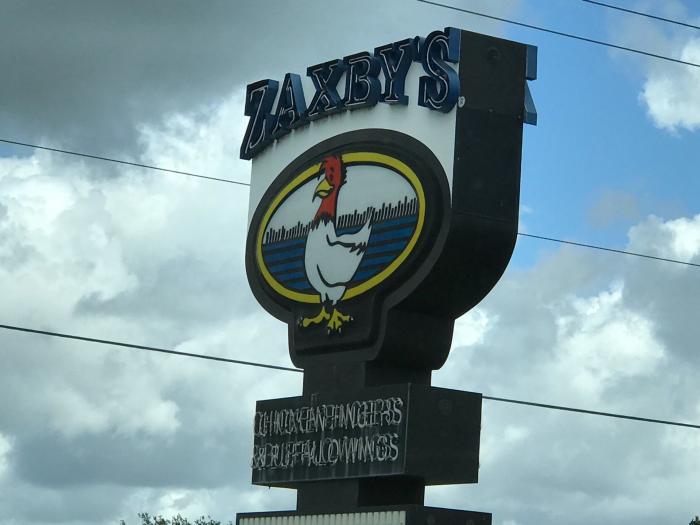 ZAXBY'S
CHICKEN FINGERS
& BUFFALO WINGS